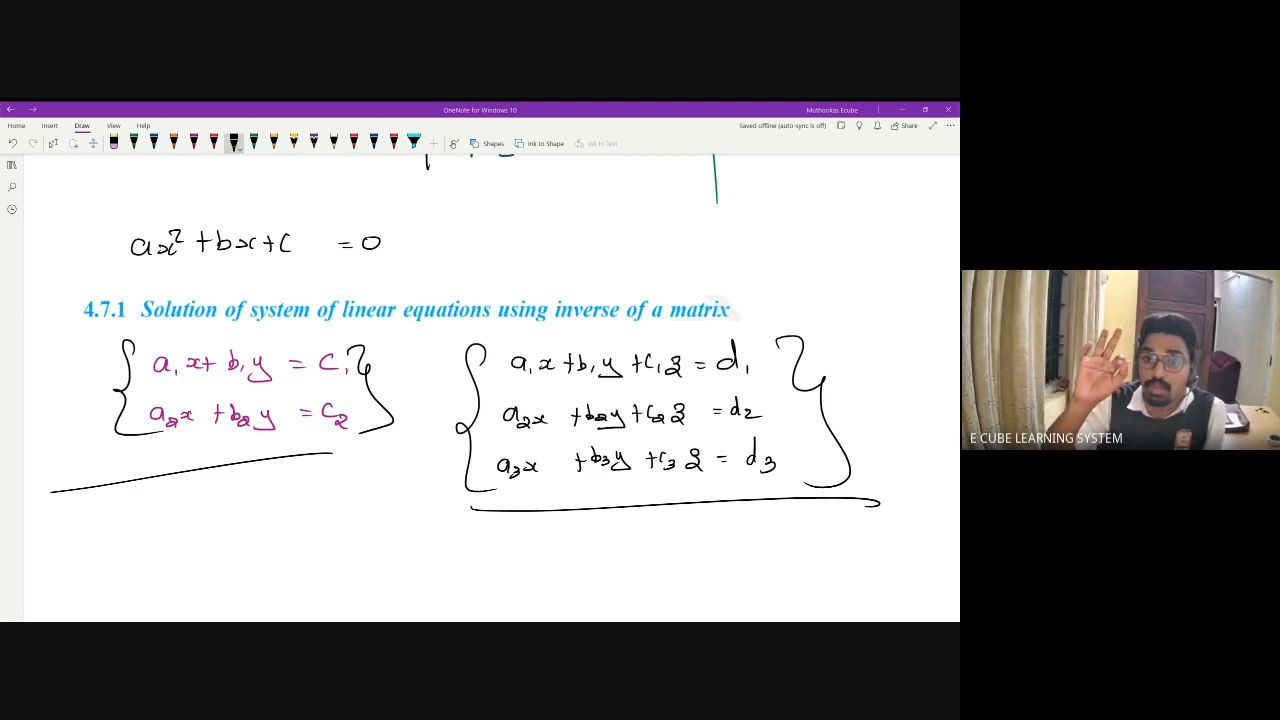 OneNote for Windows 10
Muthookas Ecube
Home Insert Draw View Help
Saved offline (auto-sync is off)
Share
Shapes
Ink to Shape
Ink to Text
ax² + bx + c = 0
4.7.1 Solution of system of linear equations using inverse of a matrix
a₁x + b₁y = c₁
a₂x + b₂y = c₂
a₁x + b₁y + c₁z = d₁
a₂x + b₂y + c₂z = d₂
a₃x + b₃y + c₃z = d₃
E CUBE LEARNING SYSTEM